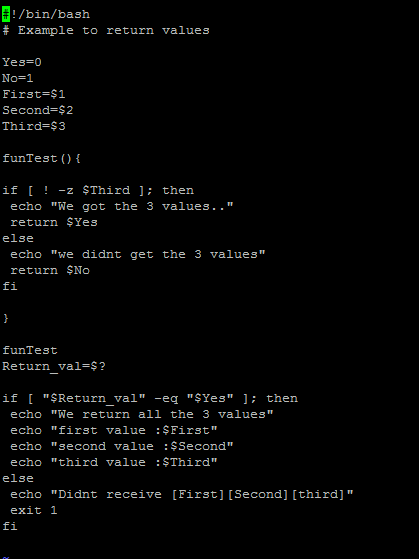 #!/bin/bash
# Example to return values
Yes=0
No=1
First=$1
Second=$2
Third=$3
funTest(){
if [ ! -z $Third ]; then
echo "We got the 3 values.."
return $Yes
else
echo "we didnt get the 3 values"
return $No
fi
}
funTest
Return_val=$?
if [ "$Return_val" -eq "$Yes" ]; then
echo "We return all the 3 values"
echo "first value :$First"
echo "second value :$Second"
echo "third value :$Third"
else
echo "Didnt receive [First][Second][third]"
exit 1
fi
~